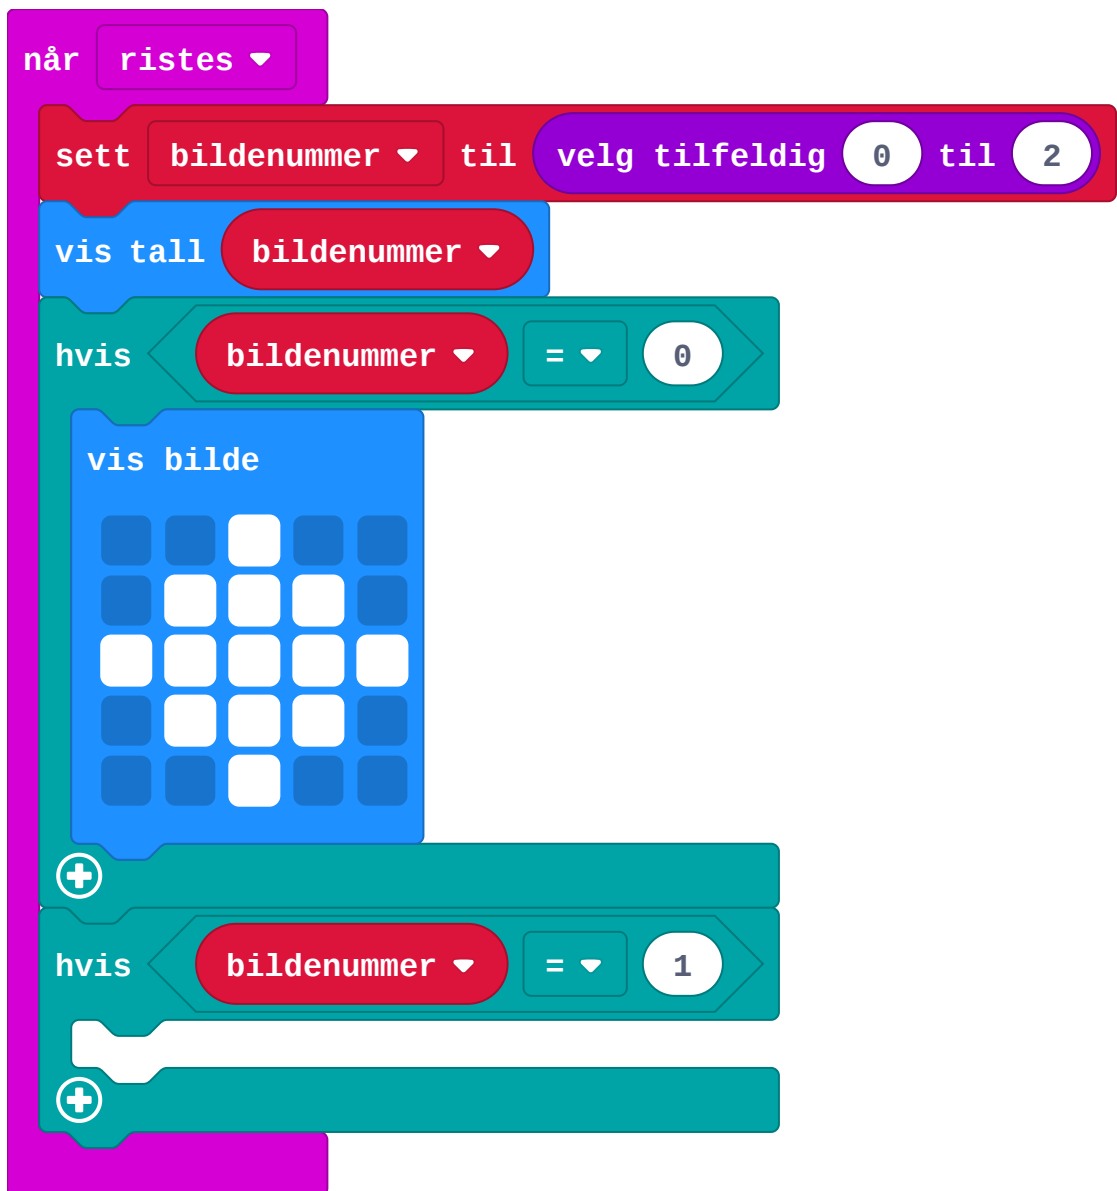 når ristes
sett bildenummer til velg tilfeldig 0 til 2
vis tall bildenummer
hvis bildenummer = 0
vis bilde
hvis bildenummer = 1